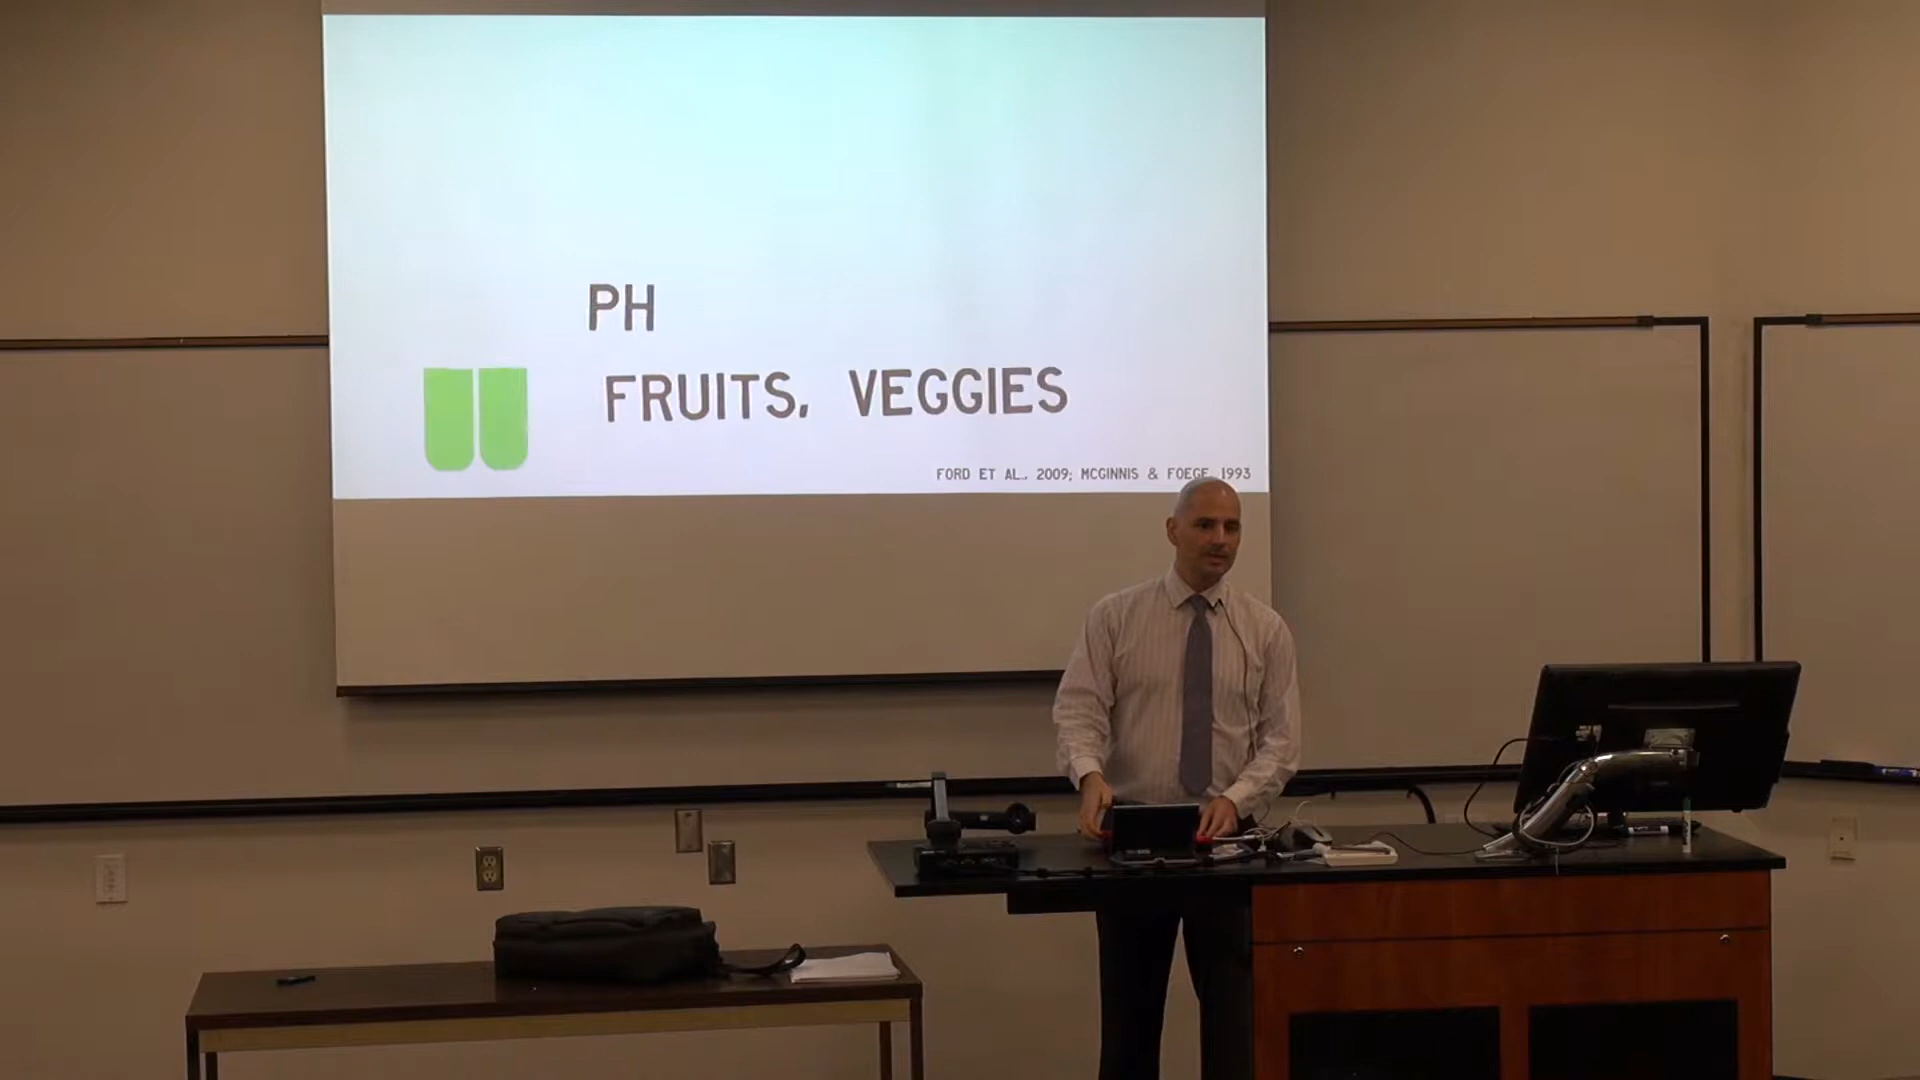 PH
FRUITS, VEGGIES
FORD ET AL., 2009; MCGINNIS & FOEGE, 1993